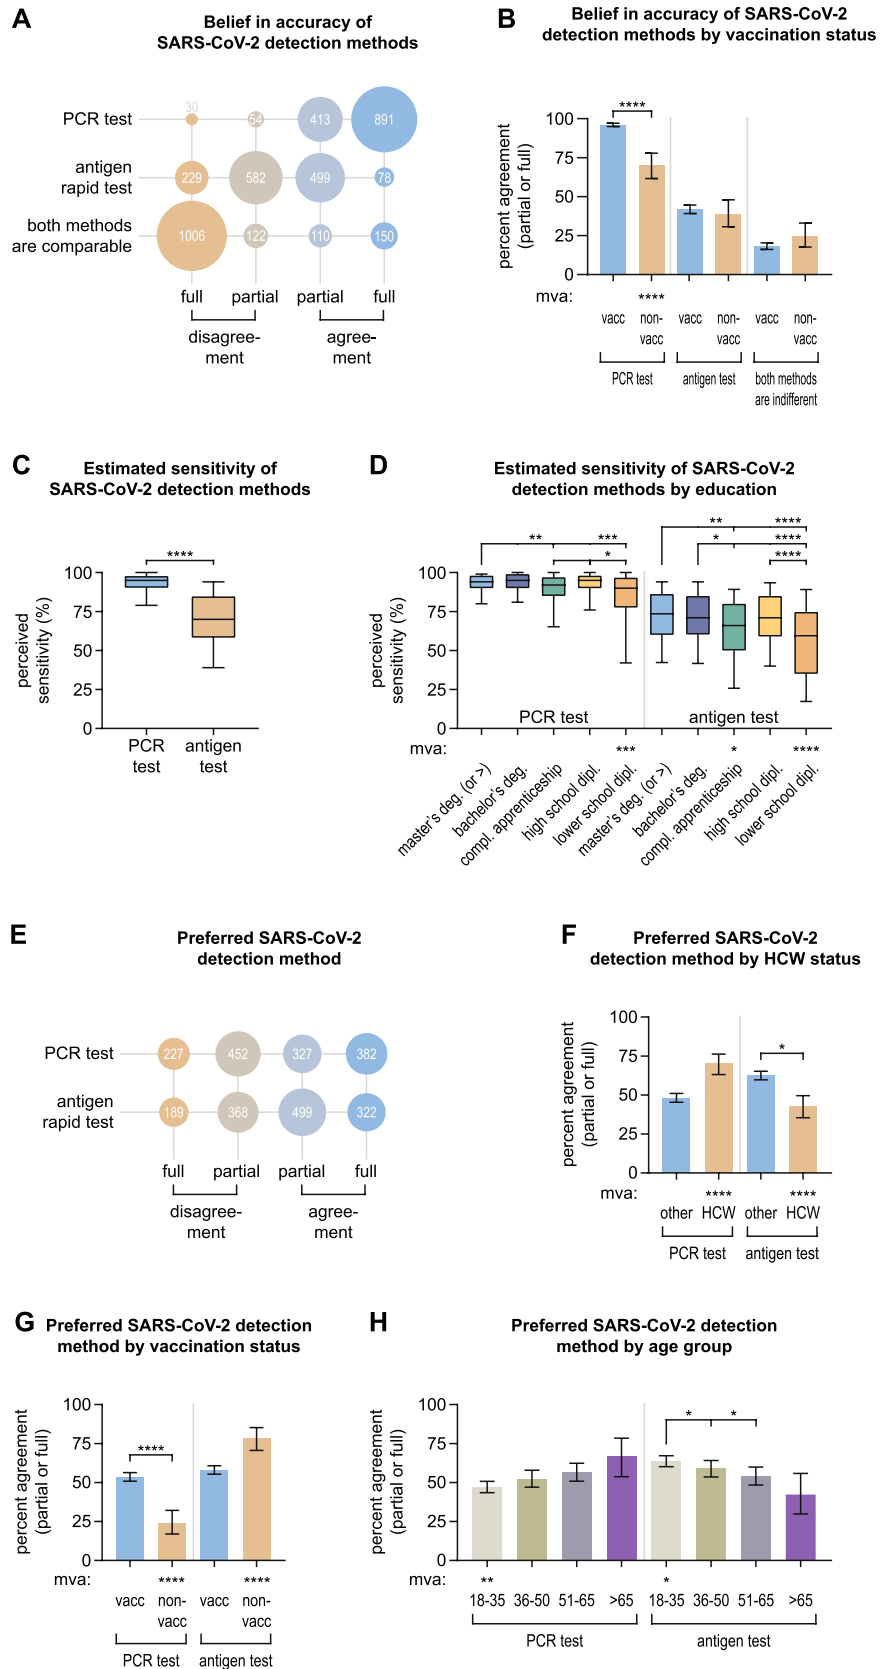 A
Belief in accuracy of
SARS-CoV-2 detection methods
30
PCR test
54
413
891
antigen
rapid test
229
582
499
78
both methods
are comparable
1006
122
110
150
full
partial
partial
full
disagree-
ment
agree-
ment
B
Belief in accuracy of SARS-CoV-2
detection methods by vaccination status
percent agreement
(partial or full)
100
75
50
25
0
****
mva:
****
vacc
non-
vacc
vacc
non-
vacc
vacc
non-
vacc
PCR test
antigen test
both methods
are indifferent
C
Estimated sensitivity of
SARS-CoV-2 detection methods
perceived
sensitivity (%)
100
75
50
25
0
****
PCR
test
antigen
test
D
Estimated sensitivity of SARS-CoV-2
detection methods by education
perceived
sensitivity (%)
100
75
50
25
0
** ***
*
** ****
* ****
****
PCR test
antigen test
mva:
***
*
****
master's deg. (or >)
bachelor's deg.
compl. apprenticeship
high school dipl.
lower school dipl.
master's deg. (or >)
bachelor's deg.
compl. apprenticeship
high school dipl.
lower school dipl.
E
Preferred SARS-CoV-2
detection method
PCR test
227
452
327
382
antigen
rapid test
189
368
499
322
full
partial
partial
full
disagree-
ment
agree-
ment
F
Preferred SARS-CoV-2
detection method by HCW status
percent agreement
(partial or full)
100
75
50
25
0
*
mva:
****
****
other
HCW
other
HCW
PCR test
antigen test
G
Preferred SARS-CoV-2 detection
method by vaccination status
percent agreement
(partial or full)
100
75
50
25
0
****
mva:
****
****
vacc
non-
vacc
vacc
non-
vacc
PCR test
antigen test
H
Preferred SARS-CoV-2 detection
method by age group
percent agreement
(partial or full)
100
75
50
25
0
*
*
mva:
**
*
18-35
36-50
51-65
>65
18-35
36-50
51-65
>65
PCR test
antigen test